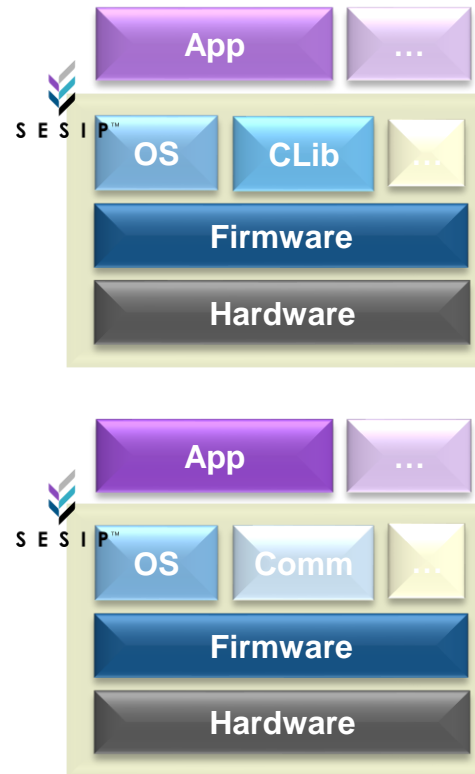 App ...
SESIP™
OS CLib ...
Firmware
Hardware
App ...
SESIP™
OS Comm ...
Firmware
Hardware